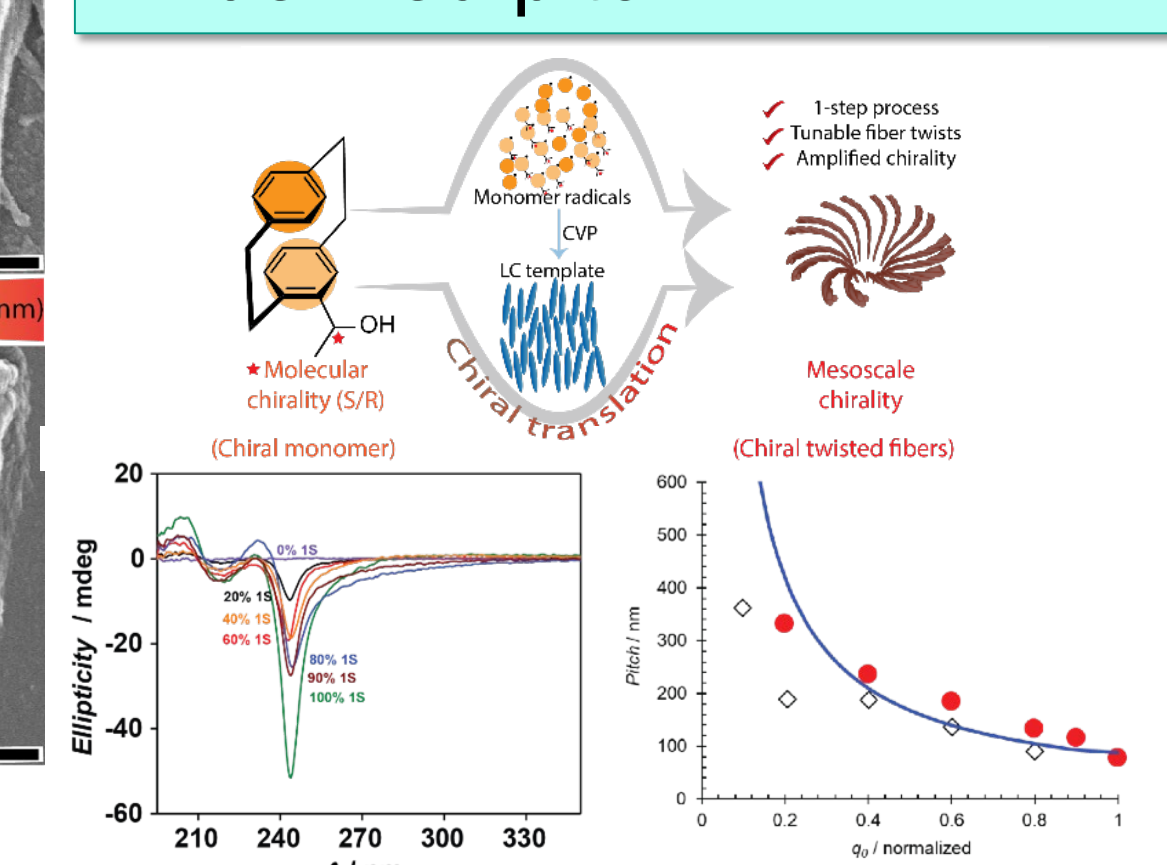 nm)
1-step process
Tunable fiber twists
Amplified chirality
Monomer radicals
CVP
LC template
OH
Molecular
chirality (S/R)
(Chiral monomer)
Chiral translation
Mesoscale
chirality
(Chiral twisted fibers)
20
0
-20
-40
-60
Ellipticity / mdeg
0% 1S
20% 1S
40% 1S
60% 1S
80% 1S
90% 1S
100% 1S
210 240 270 300 330
600
500
400
300
200
100
0
Pitch / nm
0 0.2 0.4 0.6 0.8 1
q0 / normalized